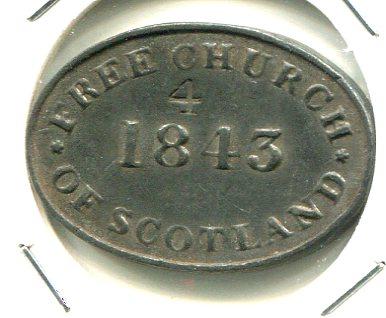 * FREE CHURCH *
4
1843
OF SCOTLAND